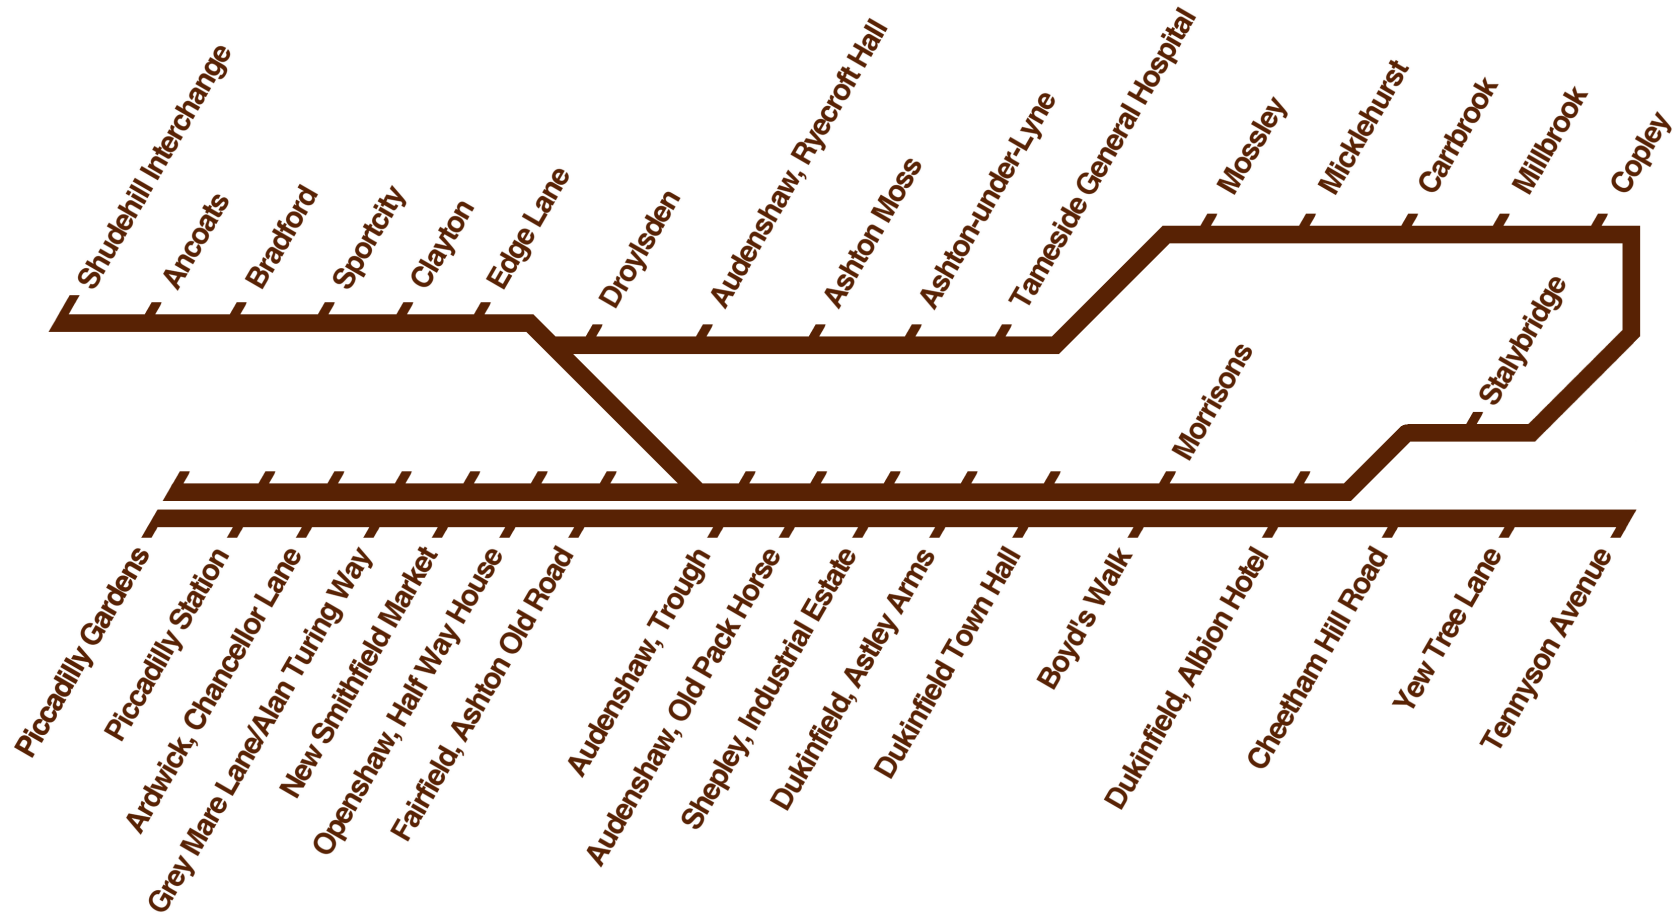 Shudehill Interchange
Ancoats
Bradford
Sportcity
Clayton
Edge Lane
Droylsden
Audenshaw, Ryecroft Hall
Ashton Moss
Ashton-under-Lyne
Tameside General Hospital
Mossley
Micklehurst
Carrbrook
Millbrook
Copley
Stalybridge
Morrisons
Piccadilly Gardens
Piccadilly Station
Ardwick, Chancellor Lane
Grey Mare Lane/Alan Turing Way
New Smithfield Market
Openshaw, Half Way House
Fairfield, Ashton Old Road
Audenshaw, Trough
Audenshaw, Old Pack Horse
Shepley, Industrial Estate
Dukinfield, Astley Arms
Dukinfield Town Hall
Boyd's Walk
Dukinfield, Albion Hotel
Cheetham Hill Road
Yew Tree Lane
Tennyson Avenue